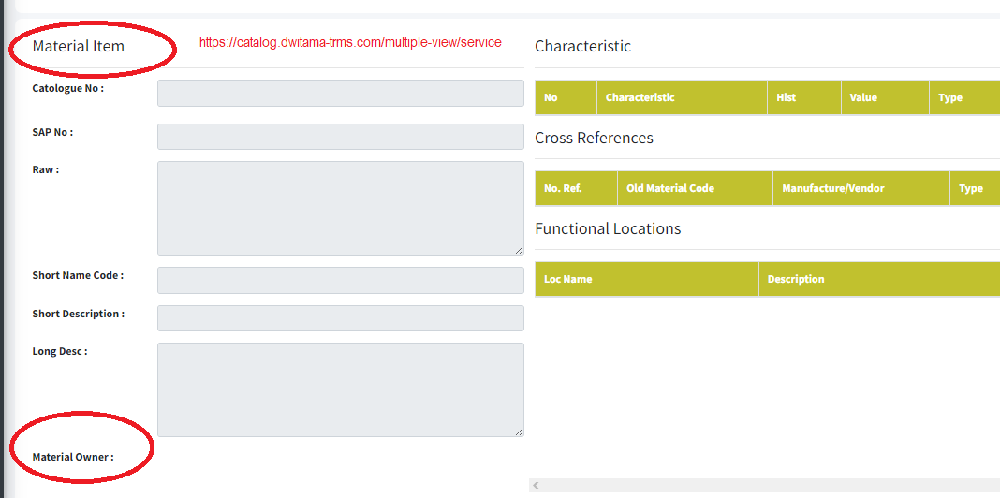 Material Item
https://catalog.dwitama-trms.com/multiple-view/service
Catologue No :
SAP No :
Raw :
Short Name Code :
Short Description :
Long Desc :
Material Owner :
Characteristic
No Characteristic Hist Value Type
Cross References
No. Ref. Old Material Code Manufacture/Vendor Type
Functional Locations
Loc Name Description